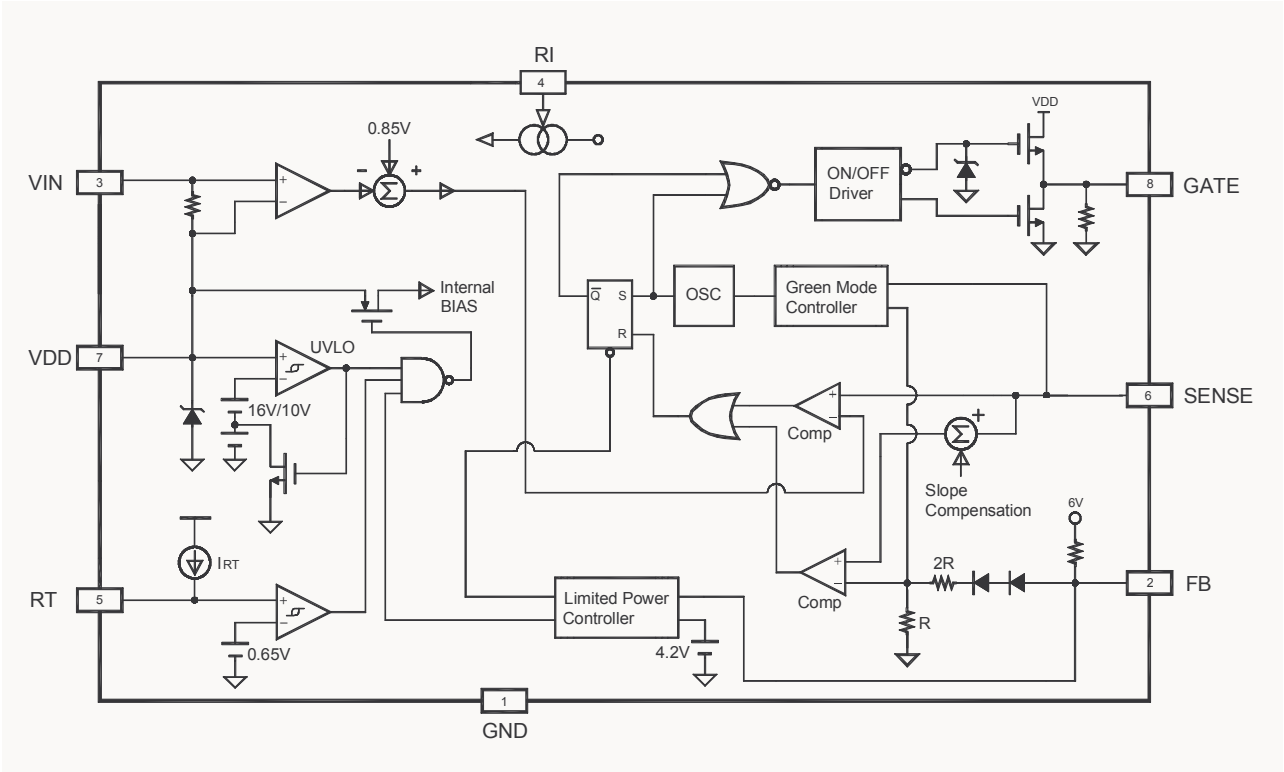 RI
4
VDD
0.85V
VIN
3
+
−
−
+
Σ
ON/OFF
Driver
8
GATE
Internal
BIAS
Q̅
S
R
OSC
Green Mode
Controller
VDD
7
UVLO
+
−
16V/10V
+
−
Comp
6
SENSE
+
Σ
Slope
Compensation
6V
IRT
RT
5
+
−
0.65V
Limited Power
Controller
4.2V
+
−
Comp
2R
R
2
FB
1
GND